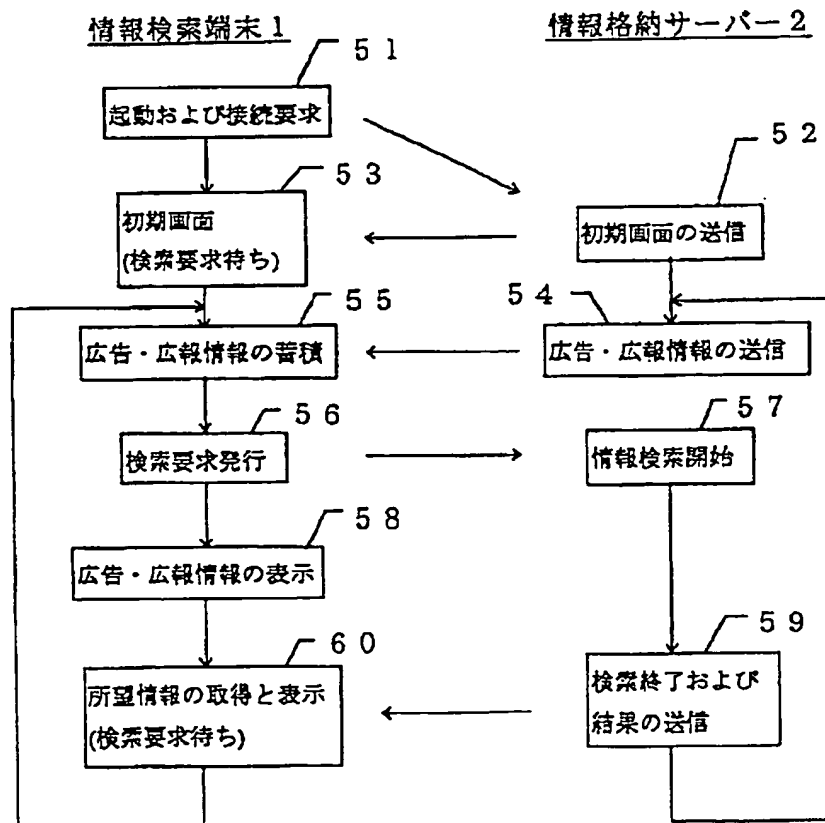 情報検索端末1
情報格納サーバー2
51
起動および接続要求
52
53
初期画面
(検索要求待ち)
初期画面の送信
55
54
広告・広報情報の蓄積
広告・広報情報の送信
56
57
検索要求発行
情報検索開始
58
広告・広報情報の表示
59
60
所望情報の取得と表示
(検索要求待ち)
検索終了および
結果の送信